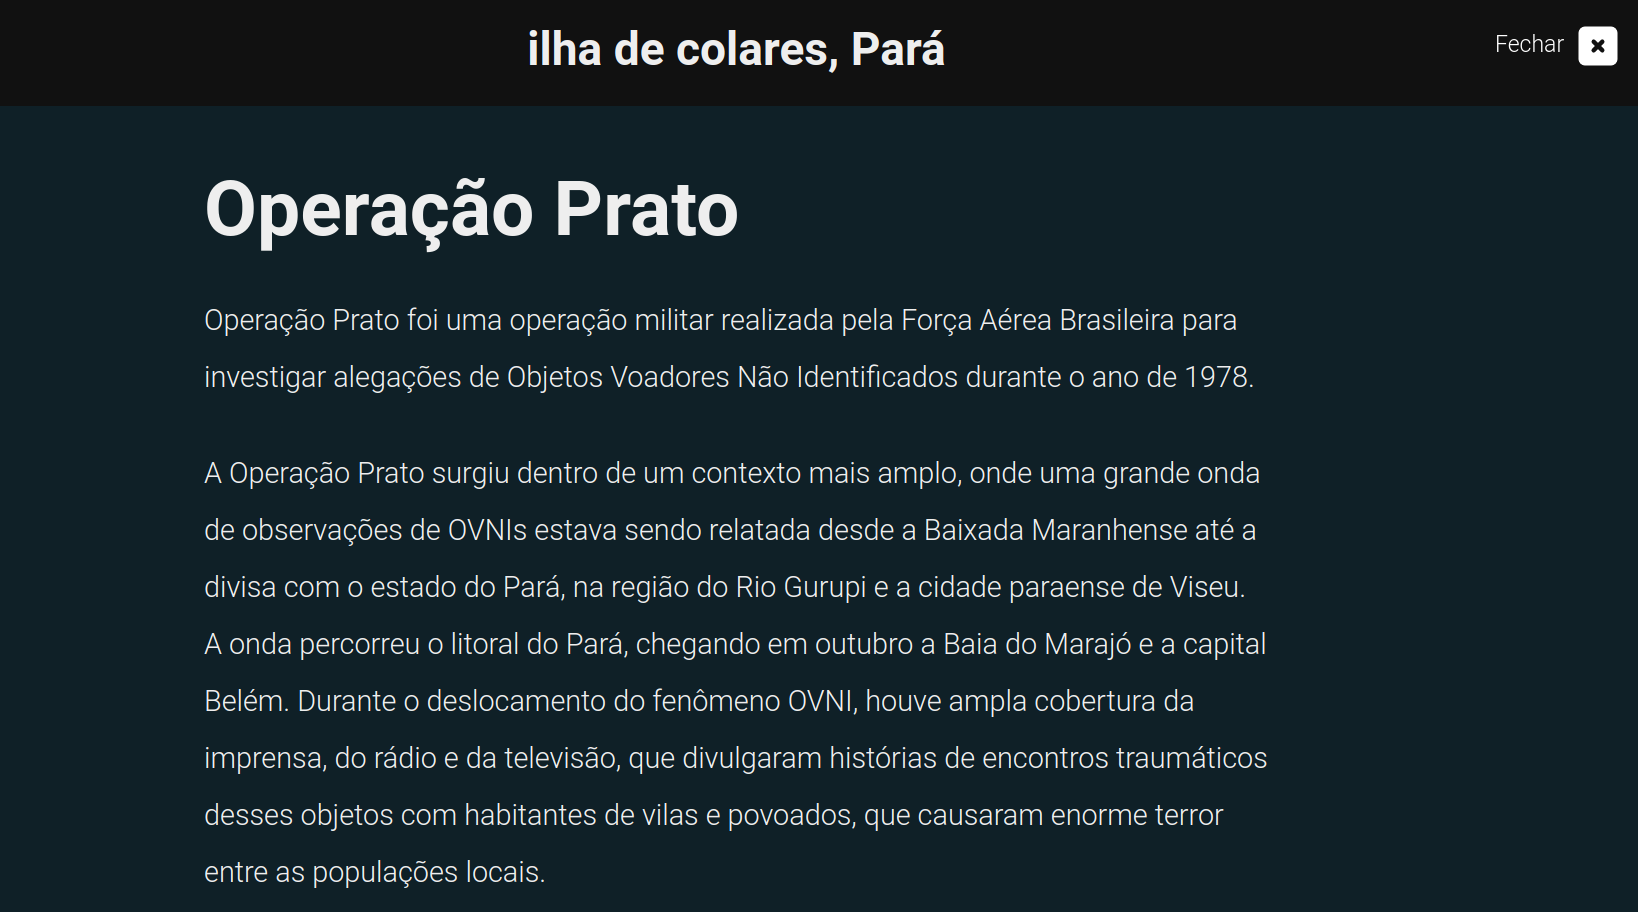 ilha de colares, Pará
Fechar
Operação Prato
Operação Prato foi uma operação militar realizada pela Força Aérea Brasileira para
investigar alegações de Objetos Voadores Não Identificados durante o ano de 1978.
A Operação Prato surgiu dentro de um contexto mais amplo, onde uma grande onda
de observações de OVNIs estava sendo relatada desde a Baixada Maranhense até a
divisa com o estado do Pará, na região do Rio Gurupi e a cidade paraense de Viseu.
A onda percorreu o litoral do Pará, chegando em outubro a Baia do Marajó e a capital
Belém. Durante o deslocamento do fenômeno OVNI, houve ampla cobertura da
imprensa, do rádio e da televisão, que divulgaram histórias de encontros traumáticos
desses objetos com habitantes de vilas e povoados, que causaram enorme terror
entre as populações locais.